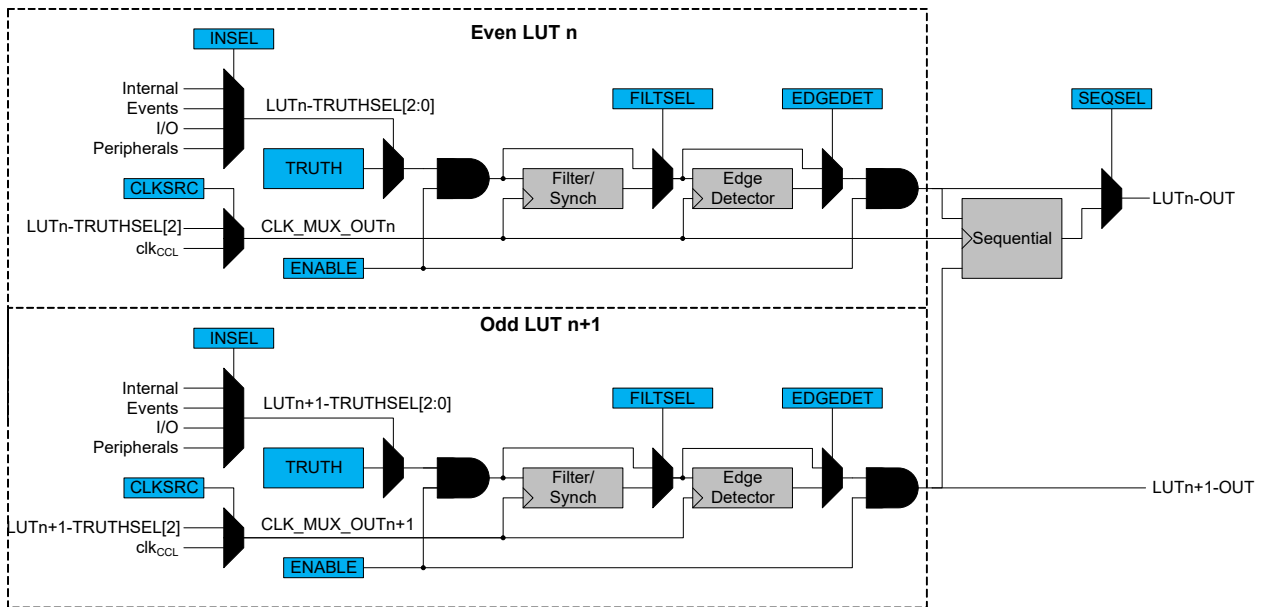 Even LUT n
INSEL
Internal
Events
I/O
Peripherals
LUTn-TRUTHSEL[2:0]
FILTSEL
EDGEDET
SEQSEL
TRUTH
Filter/
Synch
Edge
Detector
CLKSRC
LUTn-TRUTHSEL[2]
clkCCL
CLK_MUX_OUTn
ENABLE
Sequential
LUTn-OUT
Odd LUT n+1
INSEL
Internal
Events
I/O
Peripherals
LUTn+1-TRUTHSEL[2:0]
FILTSEL
EDGEDET
TRUTH
Filter/
Synch
Edge
Detector
CLKSRC
LUTn+1-TRUTHSEL[2]
clkCCL
CLK_MUX_OUTn+1
ENABLE
LUTn+1-OUT